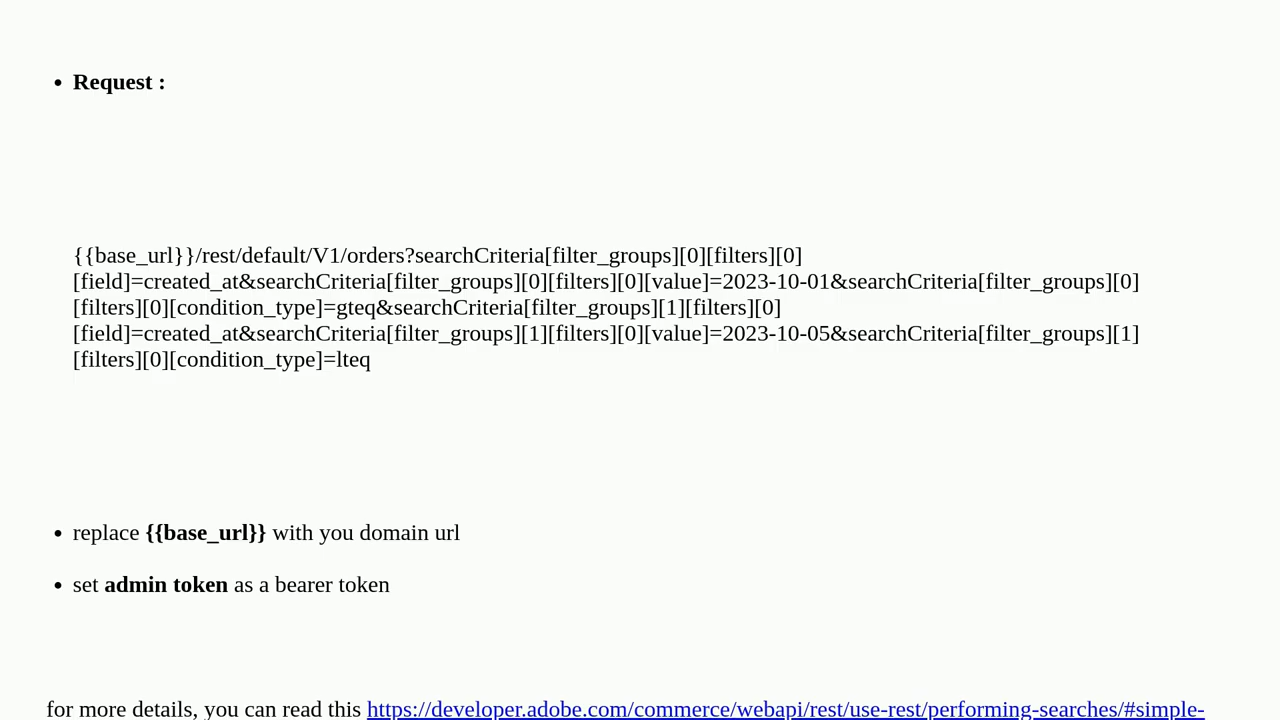 • Request :
{{base_url}}/rest/default/V1/orders?searchCriteria[filter_groups][0][filters][0]
[field]=created_at&searchCriteria[filter_groups][0][filters][0][value]=2023-10-01&searchCriteria[filter_groups][0]
[filters][0][condition_type]=gteq&searchCriteria[filter_groups][1][filters][0]
[field]=created_at&searchCriteria[filter_groups][1][filters][0][value]=2023-10-05&searchCriteria[filter_groups][1]
[filters][0][condition_type]=lteq
• replace {{base_url}} with you domain url
• set admin token as a bearer token
for more details, you can read this https://developer.adobe.com/commerce/webapi/rest/use-rest/performing-searches/#simple-